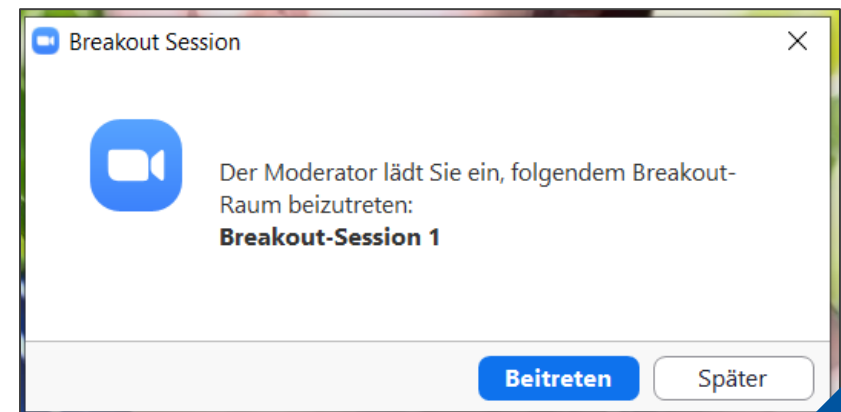 Breakout Session
Der Moderator lädt Sie ein, folgendem Breakout-
Raum beizutreten:
Breakout-Session 1
Beitreten
Später